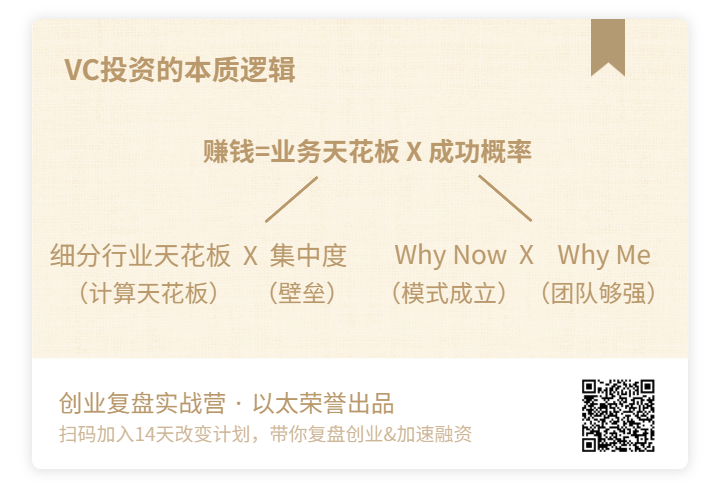 VC投资的本质逻辑
赚钱=业务天花板 X 成功概率
细分行业天花板 X 集中度 Why Now X Why Me
（计算天花板） （壁垒） （模式成立） （团队够强）
创业复盘实战营 · 以太荣誉出品
扫码加入14天改变计划，带你复盘创业&加速融资